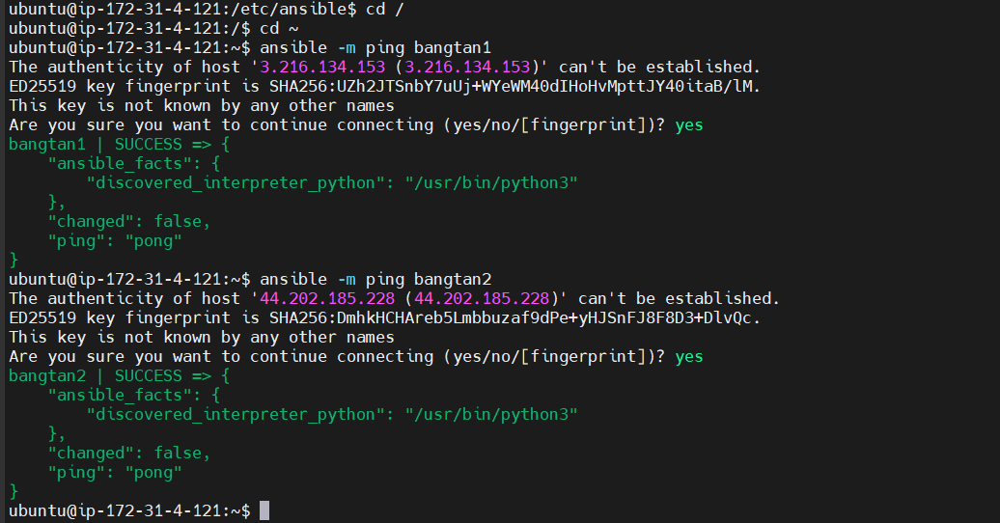 ubuntu@ip-172-31-4-121:/etc/ansible$ cd /
ubuntu@ip-172-31-4-121:/$ cd ~
ubuntu@ip-172-31-4-121:~$ ansible -m ping bangtan1
The authenticity of host '3.216.134.153 (3.216.134.153)' can't be established.
ED25519 key fingerprint is SHA256:UZh2JTSnbY7uUj+WYeWM40dIHoHvMpttJY40itaB/lM.
This key is not known by any other names
Are you sure you want to continue connecting (yes/no/[fingerprint])? yes
bangtan1 | SUCCESS => {
    "ansible_facts": {
        "discovered_interpreter_python": "/usr/bin/python3"
    },
    "changed": false,
    "ping": "pong"
}
ubuntu@ip-172-31-4-121:~$ ansible -m ping bangtan2
The authenticity of host '44.202.185.228 (44.202.185.228)' can't be established.
ED25519 key fingerprint is SHA256:DmhkHCHAreb5Lmbbuzaf9dPe+yHJSnFJ8F8D3+DlvQc.
This key is not known by any other names
Are you sure you want to continue connecting (yes/no/[fingerprint])? yes
bangtan2 | SUCCESS => {
    "ansible_facts": {
        "discovered_interpreter_python": "/usr/bin/python3"
    },
    "changed": false,
    "ping": "pong"
}
ubuntu@ip-172-31-4-121:~$